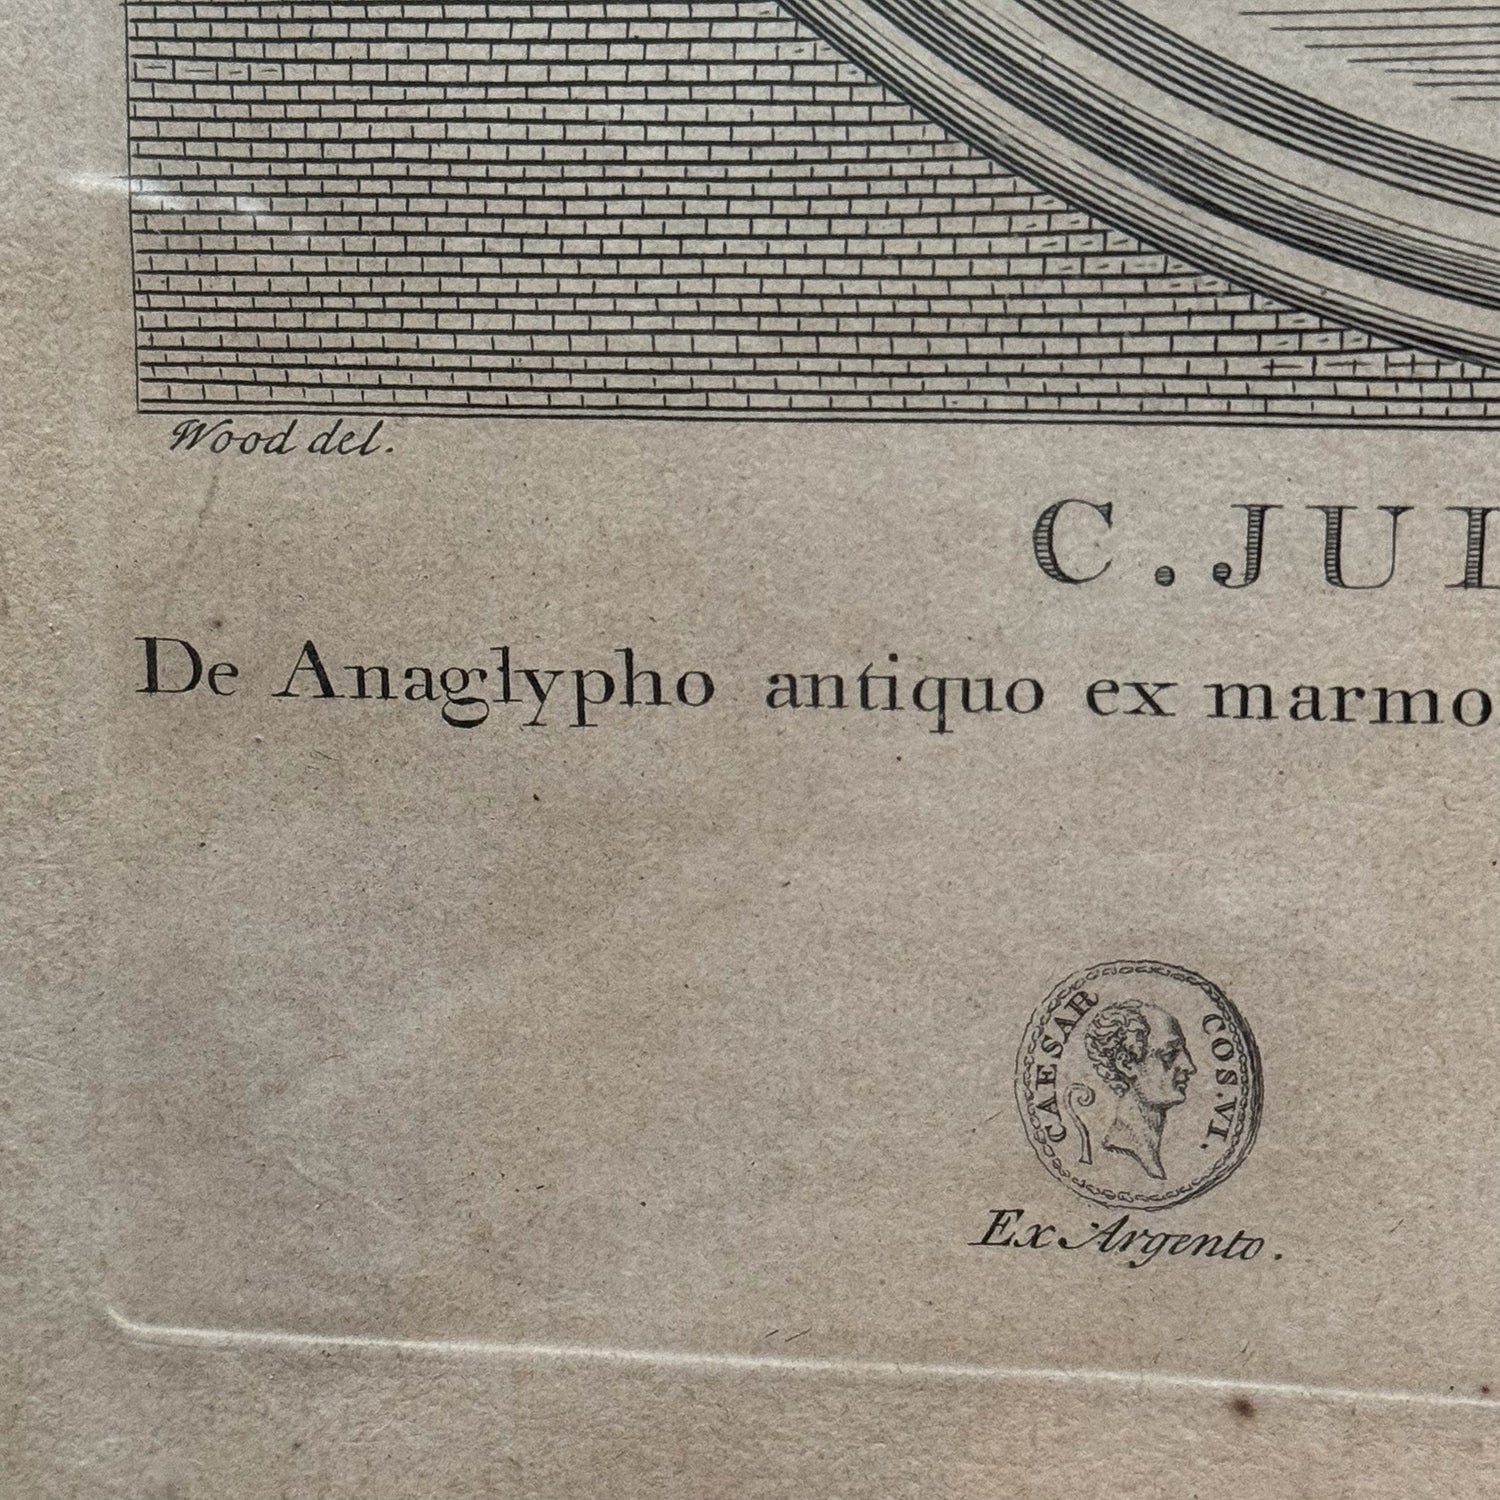 Wood del.
C. JUL
De Anaglypho antiquo ex marmo
CAESAR COS. VI.
Ex Argento.